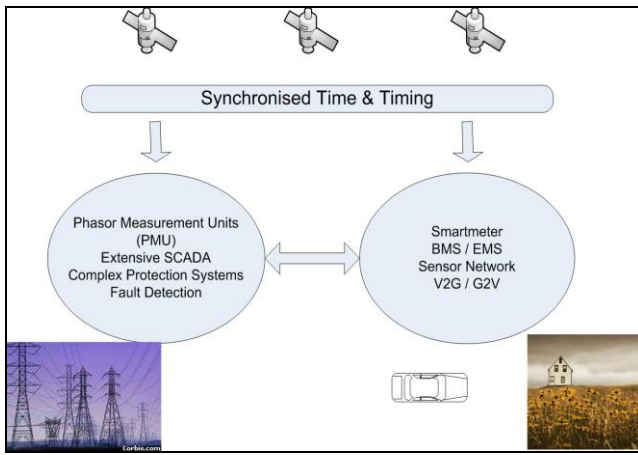 Synchronised Time & Timing
Phasor Measurement Units
(PMU)
Extensive SCADA
Complex Protection Systems
Fault Detection
Smartmeter
BMS / EMS
Sensor Network
V2G / G2V
Corbis.com